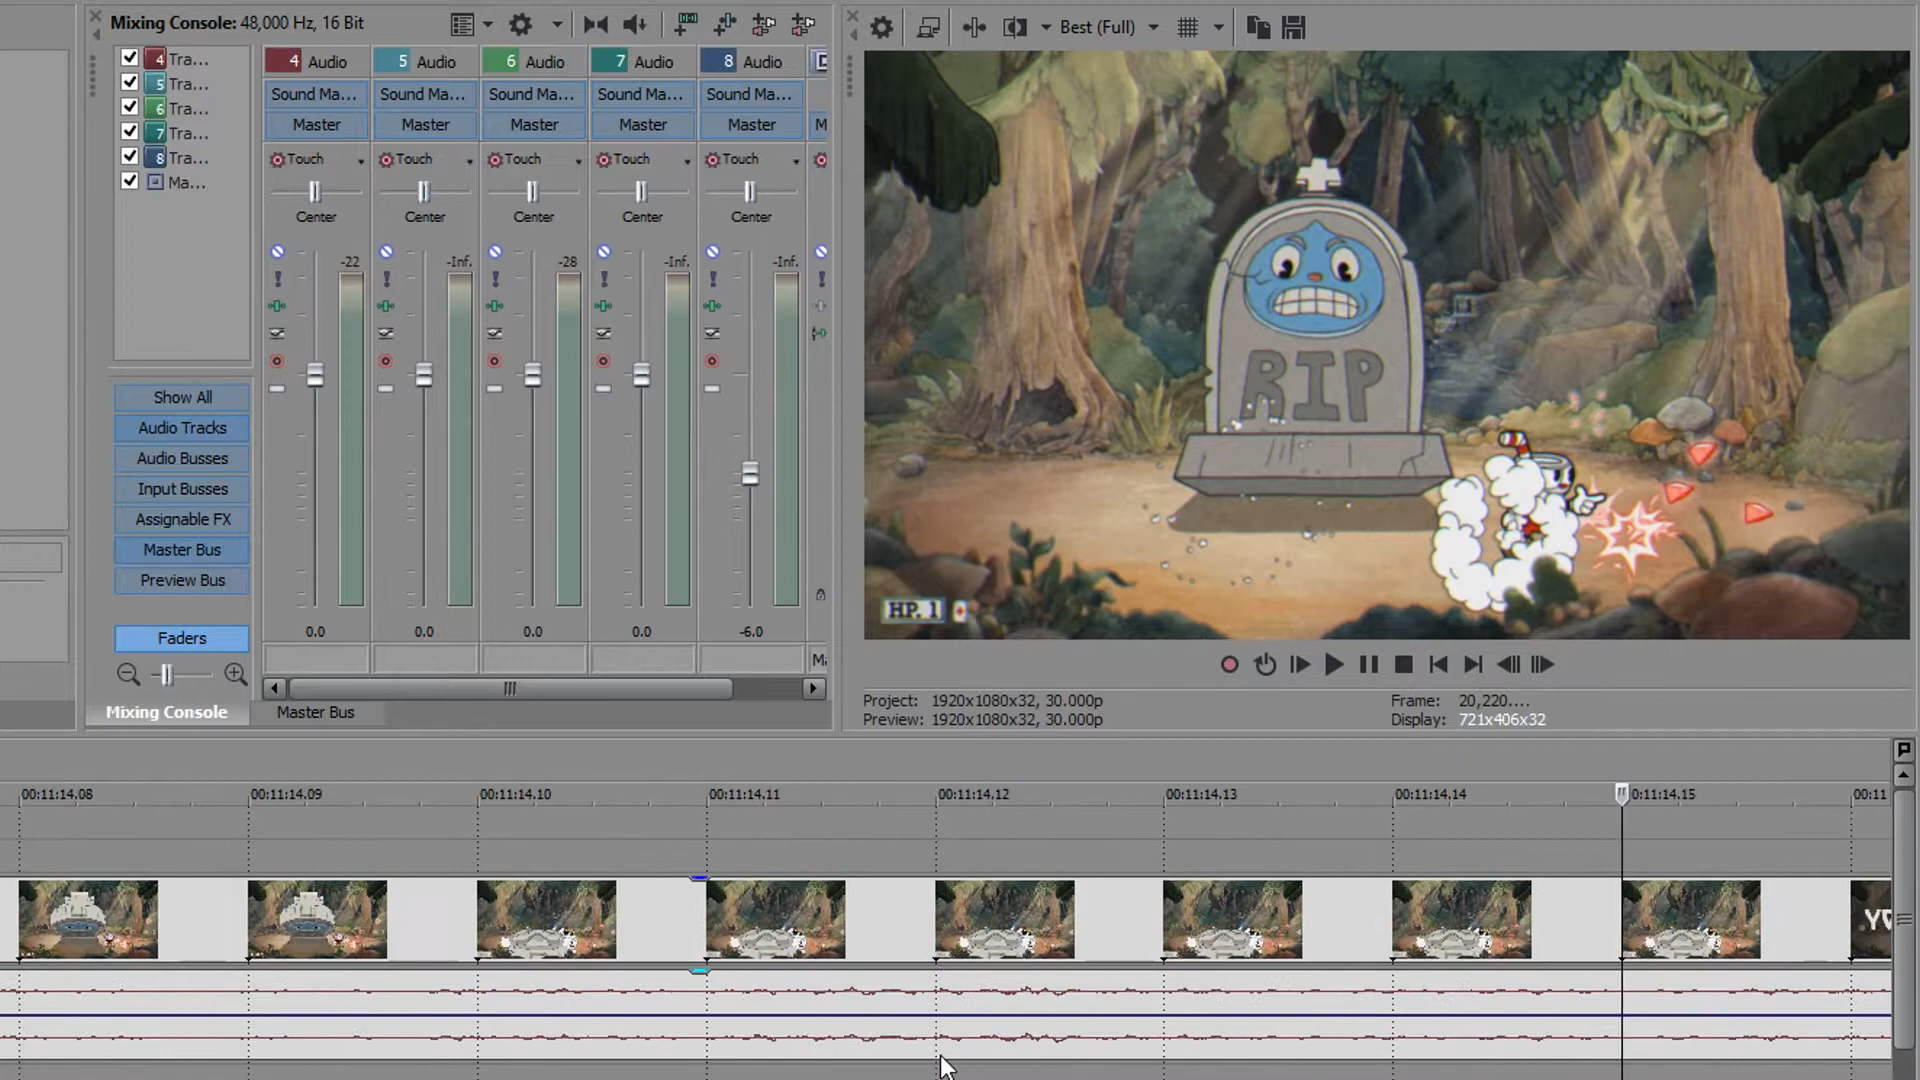 Mixing Console: 48,000 Hz, 16 Bit
4 Tra...
5 Tra...
6 Tra...
7 Tra...
8 Tra...
Ma...
Show All
Audio Tracks
Audio Busses
Input Busses
Assignable FX
Master Bus
Preview Bus
Faders
4 Audio 5 Audio 6 Audio 7 Audio 8 Audio
Sound Ma... Sound Ma... Sound Ma... Sound Ma... Sound Ma...
Master Master Master Master Master M
Touch Touch Touch Touch Touch
Center Center Center Center Center
-22 -Inf. -28 -Inf. -Inf.
0.0 0.0 0.0 0.0 -6.0
Ma
Mixing Console Master Bus
Best (Full)
RIP
HP. 1
Project: 1920x1080x32, 30.000p
Preview: 1920x1080x32, 30.000p
Frame: 20,220....
Display: 721x406x32
00:11:14.08 00:11:14.09 00:11:14.10 00:11:14.11 00:11:14.12 00:11:14.13 00:11:14.14 00:11:14.15 00:11